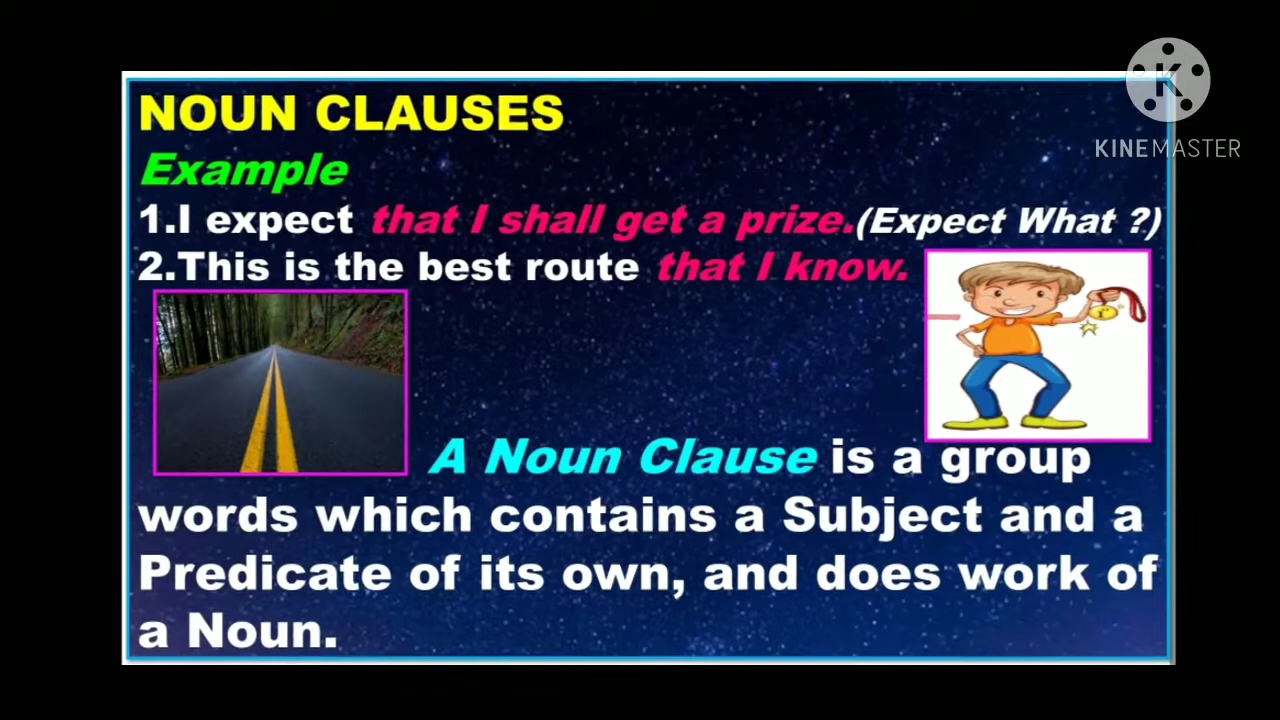 NOUN CLAUSES
Example
1.I expect that I shall get a prize.(Expect What ?)
2.This is the best route that I know.
A Noun Clause is a group
words which contains a Subject and a
Predicate of its own, and does work of
a Noun.
K
KINEMASTER